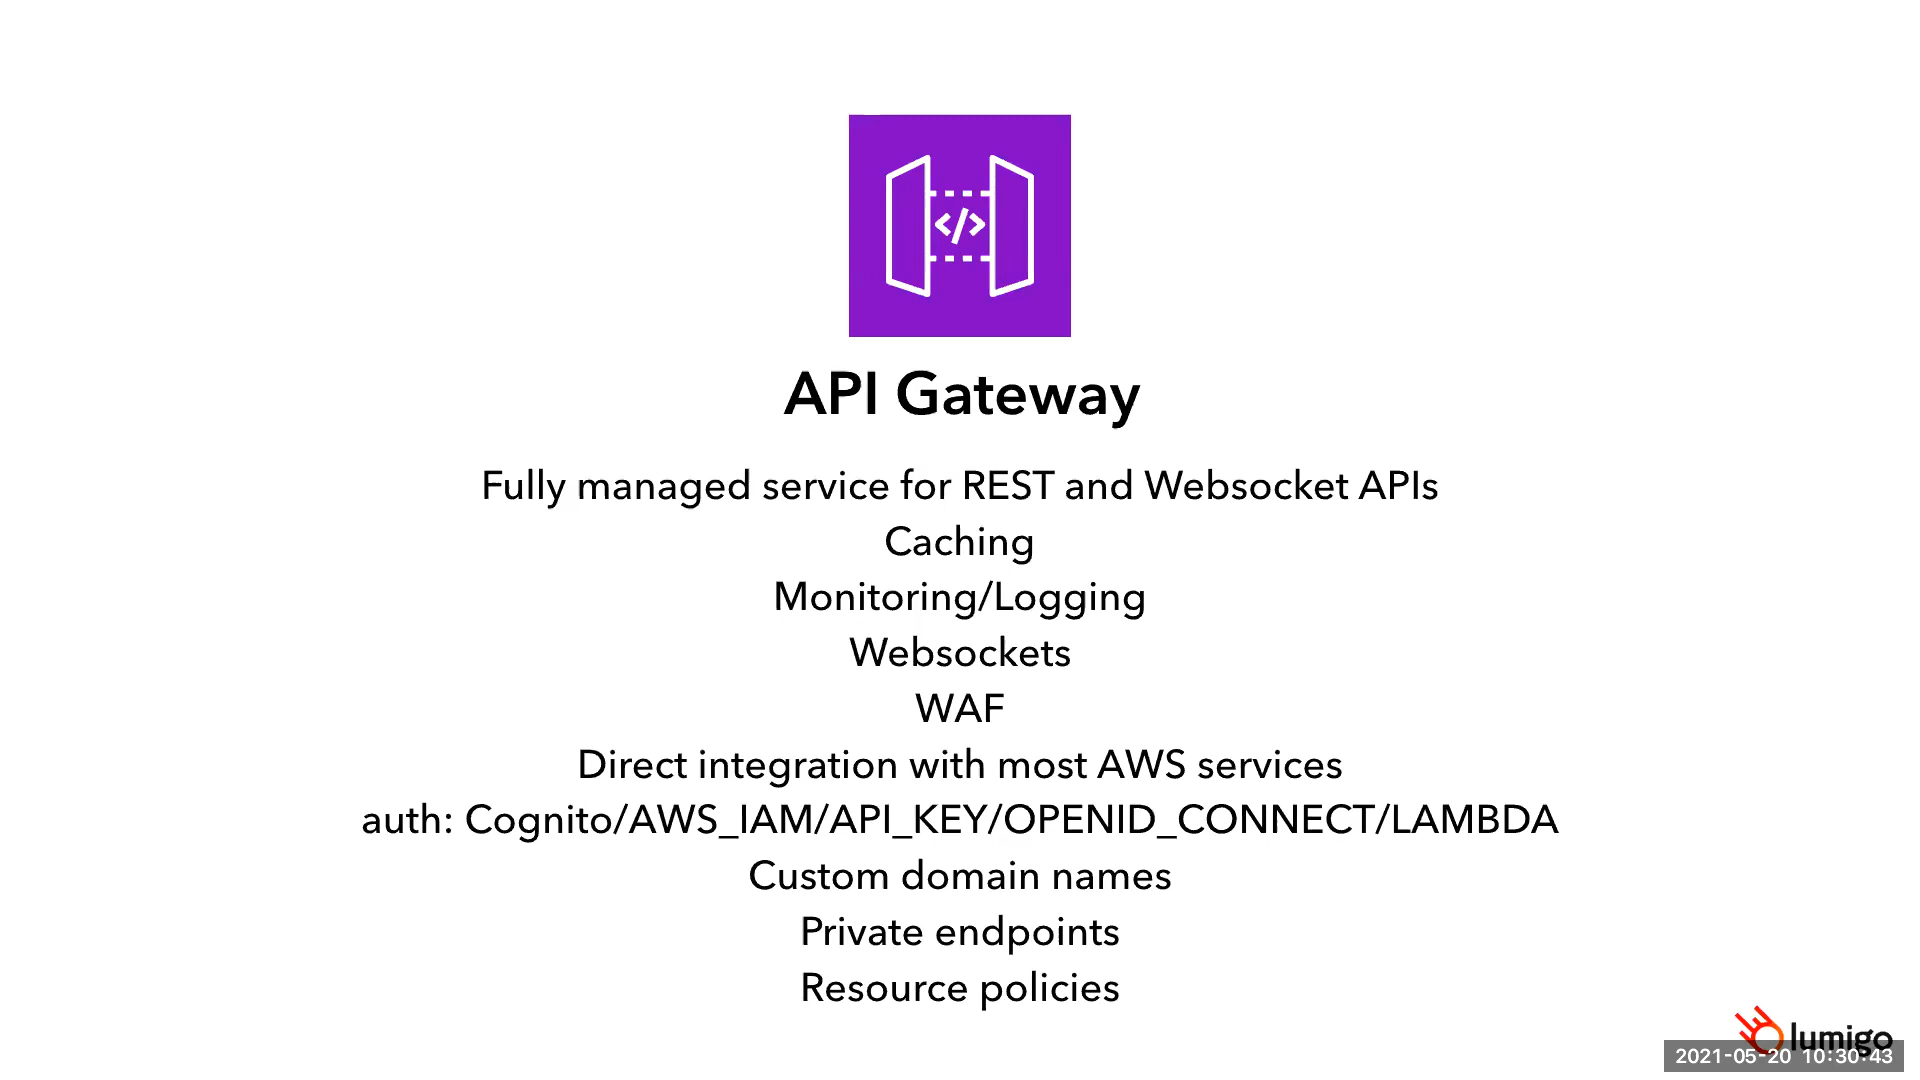 </>
API Gateway
Fully managed service for REST and Websocket APIs
Caching
Monitoring/Logging
Websockets
WAF
Direct integration with most AWS services
auth: Cognito/AWS_IAM/API_KEY/OPENID_CONNECT/LAMBDA
Custom domain names
Private endpoints
Resource policies
lumigo
2021-05-20 10:30:43